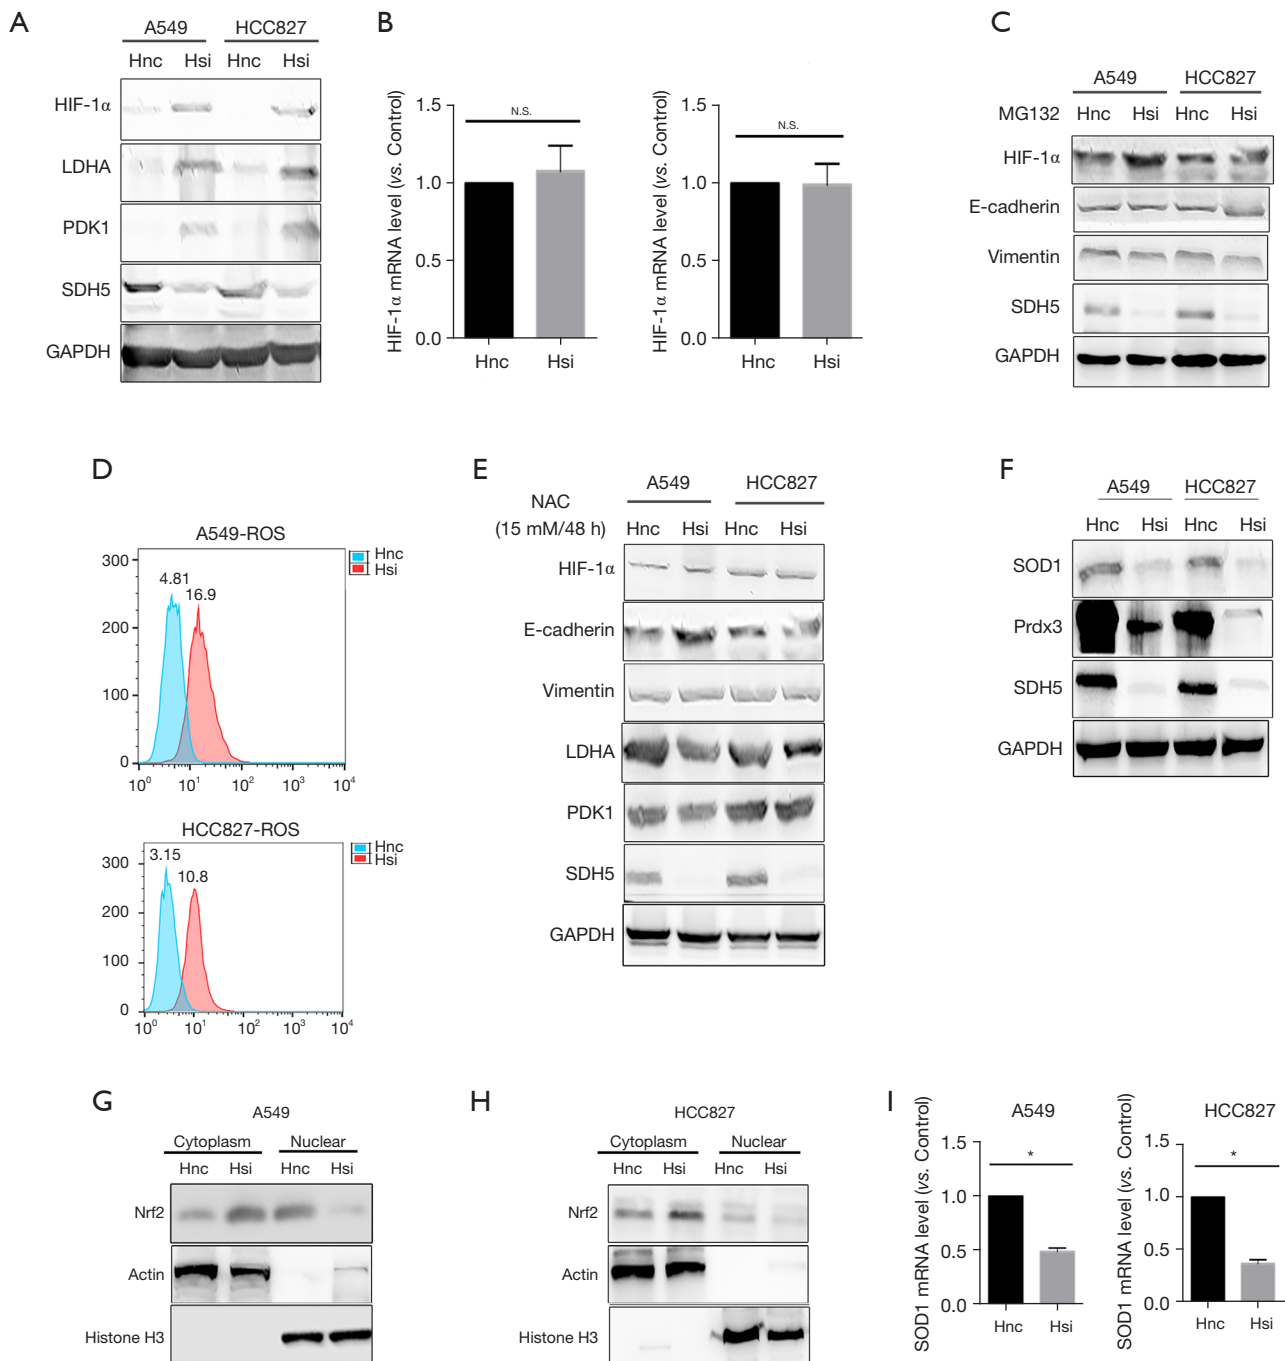 A
A549 HCC827
Hnc Hsi Hnc Hsi
HIF-1α
LDHA
PDK1
SDH5
GAPDH
B
HIF-1α mRNA level (vs. Control)
1.5
1.0
0.5
0.0
N.S.
Hnc Hsi
HIF-1α mRNA level (vs. Control)
1.5
1.0
0.5
0.0
N.S.
Hnc Hsi
C
A549 HCC827
MG132 Hnc Hsi Hnc Hsi
HIF-1α
E-cadherin
Vimentin
SDH5
GAPDH
D
A549-ROS
Hnc
Hsi
300
200
100
0
4.81
16.9
10⁰ 10¹ 10² 10³ 10⁴
HCC827-ROS
Hnc
Hsi
300
200
100
0
3.15
10.8
10⁰ 10¹ 10² 10³ 10⁴
E
A549 HCC827
NAC
(15 mM/48 h) Hnc Hsi Hnc Hsi
HIF-1α
E-cadherin
Vimentin
LDHA
PDK1
SDH5
GAPDH
F
A549 HCC827
Hnc Hsi Hnc Hsi
SOD1
Prdx3
SDH5
GAPDH
G
A549
Cytoplasm Nuclear
Hnc Hsi Hnc Hsi
Nrf2
Actin
Histone H3
H
HCC827
Cytoplasm Nuclear
Hnc Hsi Hnc Hsi
Nrf2
Actin
Histone H3
I
A549
SOD1 mRNA level (vs. Control)
1.5
1.0
0.5
0.0
*
Hnc Hsi
HCC827
SOD1 mRNA level (vs. Control)
1.5
1.0
0.5
0.0
*
Hnc Hsi